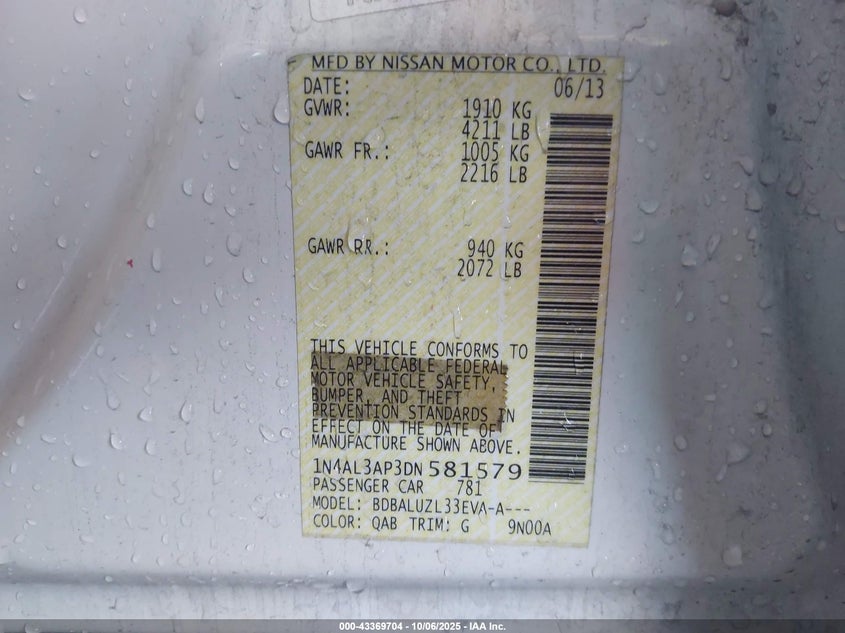 MFD BY NISSAN MOTOR CO., LTD.
DATE: 06/13
GVWR: 1910 KG
4211 LB
GAWR FR.: 1005 KG
2216 LB
GAWR RR.: 940 KG
2072 LB
THIS VEHICLE CONFORMS TO
ALL APPLICABLE FEDERAL
MOTOR VEHICLE SAFETY,
BUMPER, AND THEFT
PREVENTION STANDARDS IN
EFFECT ON THE DATE OF
MANUFACTURE SHOWN ABOVE.
1N4AL3AP3DN581579
PASSENGER CAR 781
MODEL: BDBALUZL33EVA-A---
COLOR: QAB TRIM: G 9N00A
000-43369704 - 10/06/2025 - IAA Inc.